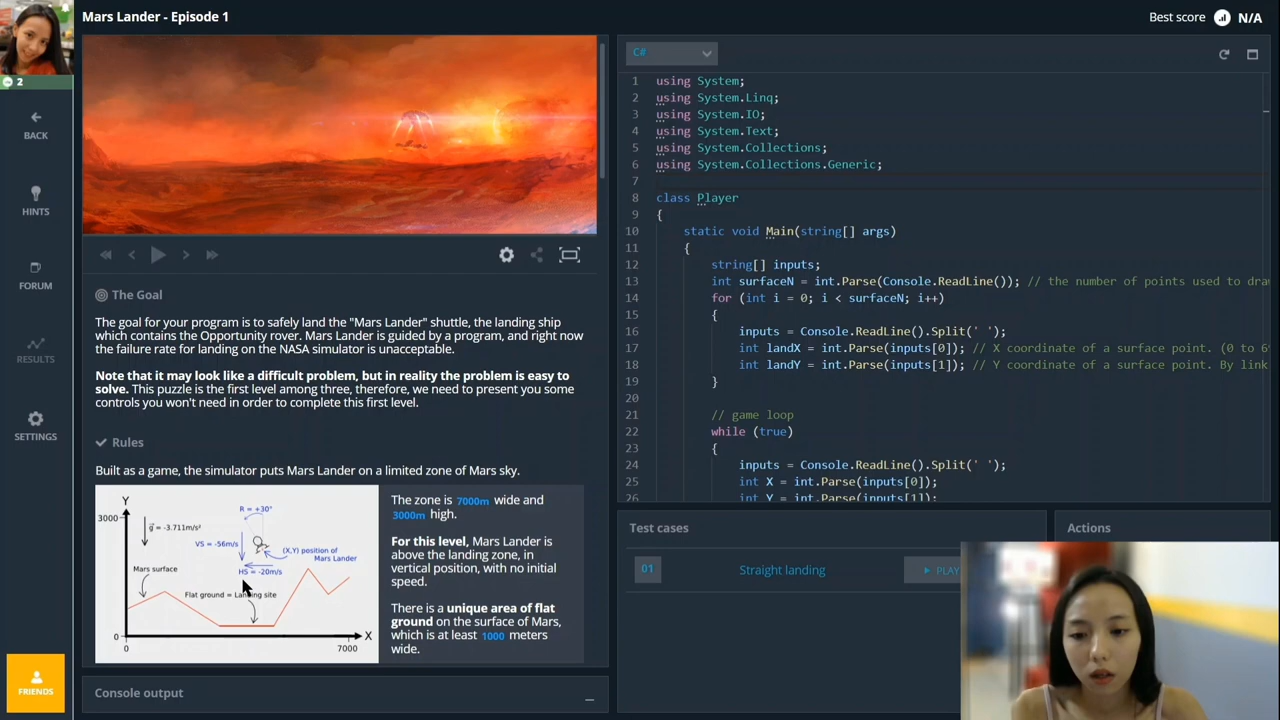 Mars Lander - Episode 1
Best score N/A
2
BACK
HINTS
FORUM
RESULTS
SETTINGS
FRIENDS
The Goal
The goal for your program is to safely land the "Mars Lander" shuttle, the landing ship
which contains the Opportunity rover. Mars Lander is guided by a program, and right now
the failure rate for landing on the NASA simulator is unacceptable.
Note that it may look like a difficult problem, but in reality the problem is easy to
solve. This puzzle is the first level among three, therefore, we need to present you some
controls you won't need in order to complete this first level.
Rules
Built as a game, the simulator puts Mars Lander on a limited zone of Mars sky.
Y
3000
g = -3.711m/s²
R = +30°
VS = -56m/s
(X,Y) position of
Mars Lander
HS = -20m/s
Mars surface
Flat ground = Landing site
0
X
0
7000
The zone is 7000m wide and
3000m high.
For this level, Mars Lander is
above the landing zone, in
vertical position, with no initial
speed.
There is a unique area of flat
ground on the surface of Mars,
which is at least 1000 meters
wide.
Console output
C#
1 using System;
2 using System.Linq;
3 using System.IO;
4 using System.Text;
5 using System.Collections;
6 using System.Collections.Generic;
7
8 class Player
9 {
10 static void Main(string[] args)
11 {
12 string[] inputs;
13 int surfaceN = int.Parse(Console.ReadLine()); // the number of points used to dra
14 for (int i = 0; i < surfaceN; i++)
15 {
16 inputs = Console.ReadLine().Split(' ');
17 int landX = int.Parse(inputs[0]); // X coordinate of a surface point. (0 to 6
18 int landY = int.Parse(inputs[1]); // Y coordinate of a surface point. By link
19 }
20
21 // game loop
22 while (true)
23 {
24 inputs = Console.ReadLine().Split(' ');
25 int X = int.Parse(inputs[0]);
26 int Y = int.Parse(inputs[1]);
Test cases
Actions
01 Straight landing PLAY